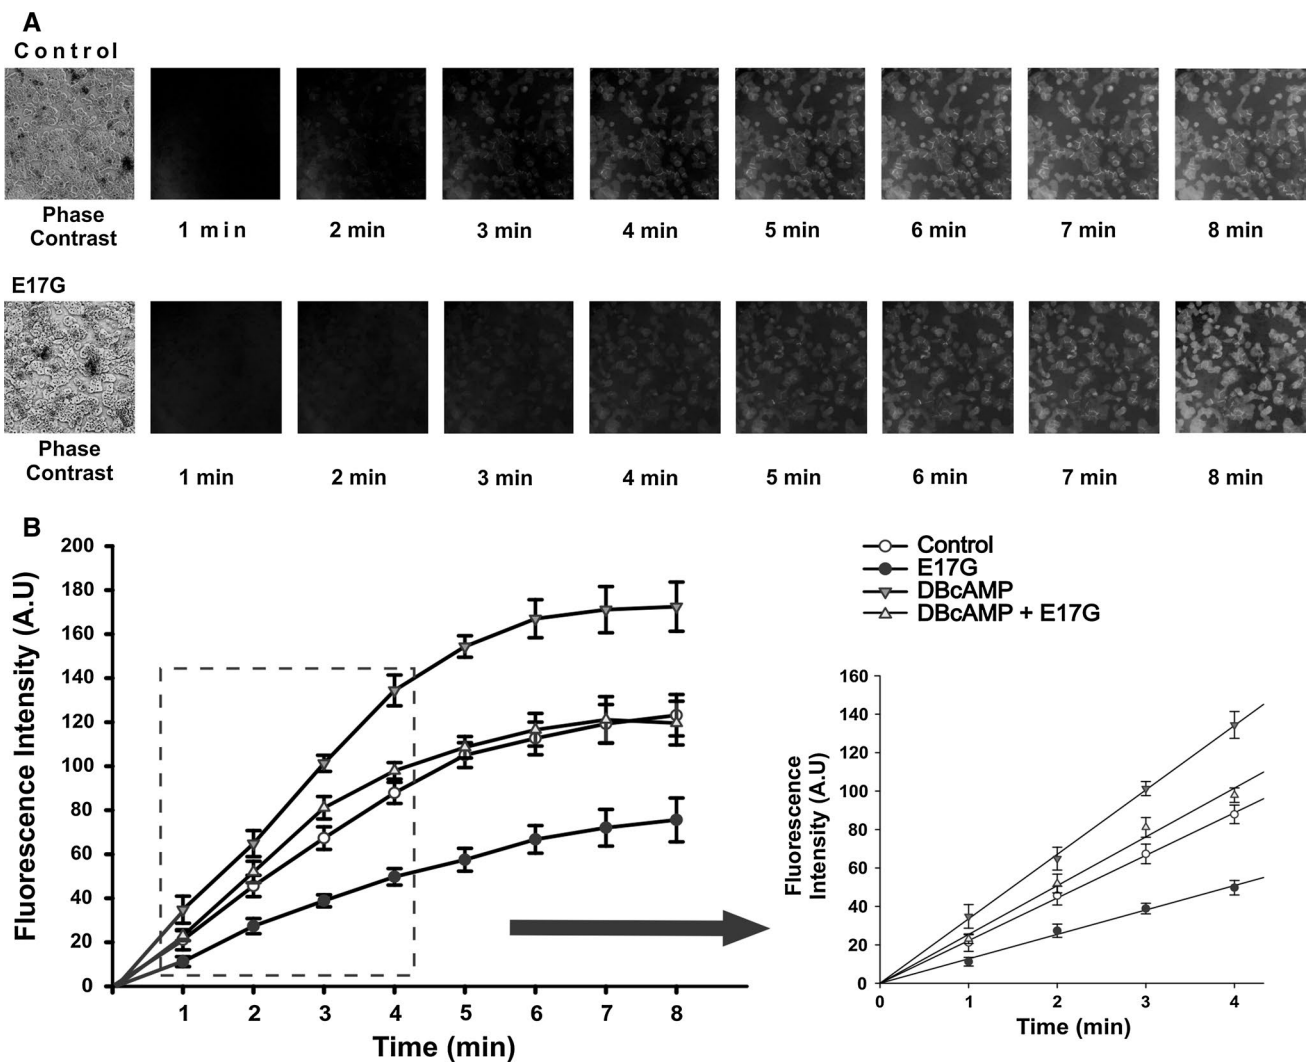 A
Control
Phase
Contrast
1 min
2 min
3 min
4 min
5 min
6 min
7 min
8 min
E17G
Phase
Contrast
1 min
2 min
3 min
4 min
5 min
6 min
7 min
8 min
B
Fluorescence Intensity (A.U)
200
180
160
140
120
100
80
60
40
20
0
1 2 3 4 5 6 7 8
Time (min)
Control
E17G
DBcAMP
DBcAMP + E17G
Fluorescence
Intensity (A.U)
160
140
120
100
80
60
40
20
0
0 1 2 3 4
Time (min)